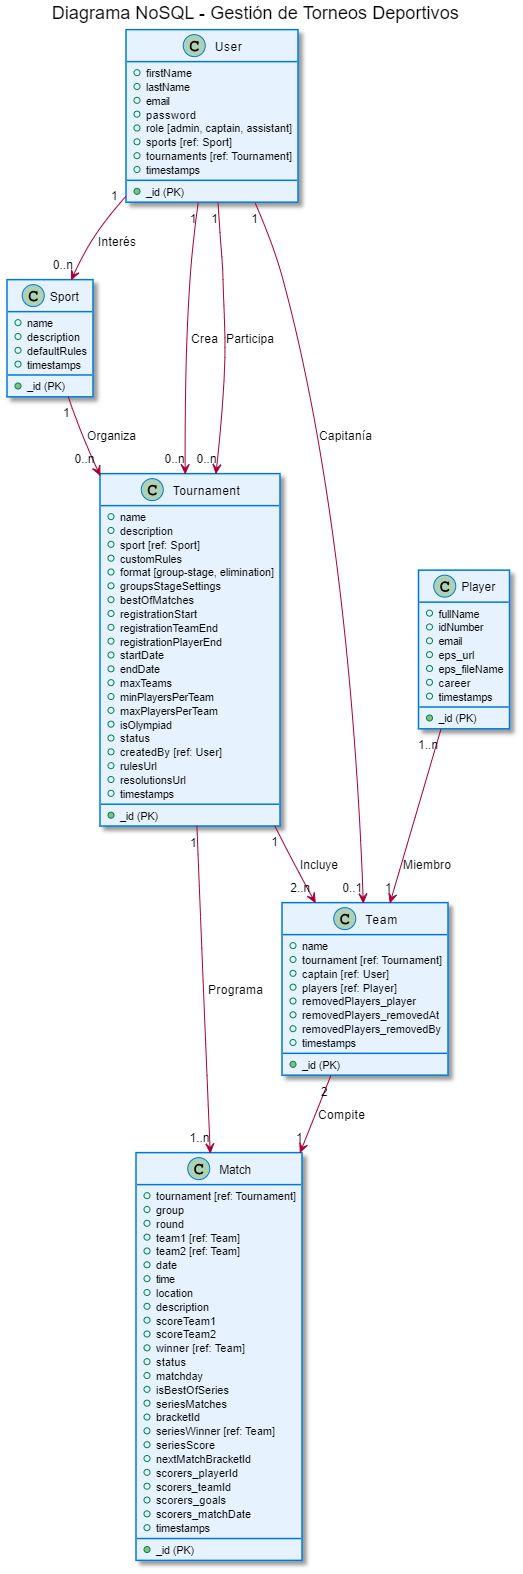 Diagrama NoSQL - Gestión de Torneos Deportivos
C User
firstName
lastName
email
password
role [admin, captain, assistant]
sports [ref: Sport]
tournaments [ref: Tournament]
timestamps
_id (PK)
1
1
1
1
Interés
0..n
C Sport
name
description
defaultRules
timestamps
_id (PK)
Crea
Participa
Capitanía
1
Organiza
0..n
0..n
0..n
C Tournament
name
description
sport [ref: Sport]
customRules
format [group-stage, elimination]
groupsStageSettings
bestOfMatches
registrationStart
registrationTeamEnd
registrationPlayerEnd
startDate
endDate
maxTeams
minPlayersPerTeam
maxPlayersPerTeam
isOlympiad
status
createdBy [ref: User]
rulesUrl
resolutionsUrl
timestamps
_id (PK)
C Player
fullName
idNumber
email
eps_url
eps_fileName
career
timestamps
_id (PK)
1..n
1
1
Incluye
Miembro
2..n
0..1
1
C Team
name
tournament [ref: Tournament]
captain [ref: User]
players [ref: Player]
removedPlayers_player
removedPlayers_removedAt
removedPlayers_removedBy
timestamps
_id (PK)
Programa
2
Compite
1..n
1
C Match
tournament [ref: Tournament]
group
round
team1 [ref: Team]
team2 [ref: Team]
date
time
location
description
scoreTeam1
scoreTeam2
winner [ref: Team]
status
matchday
isBestOfSeries
seriesMatches
bracketId
seriesWinner [ref: Team]
seriesScore
nextMatchBracketId
scorers_playerId
scorers_teamId
scorers_goals
scorers_matchDate
timestamps
_id (PK)